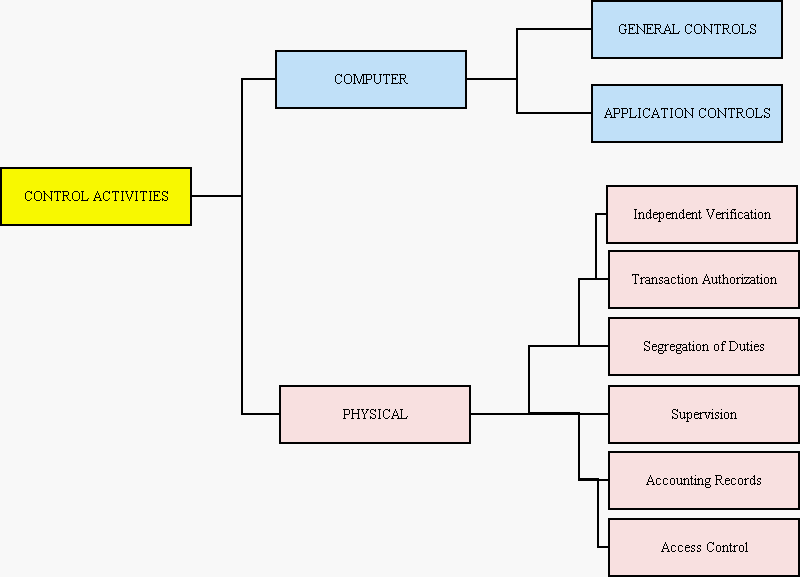 GENERAL CONTROLS
COMPUTER
APPLICATION CONTROLS
CONTROL ACTIVITIES
Independent Verification
Transaction Authorization
Segregation of Duties
PHYSICAL
Supervision
Accounting Records
Access Control